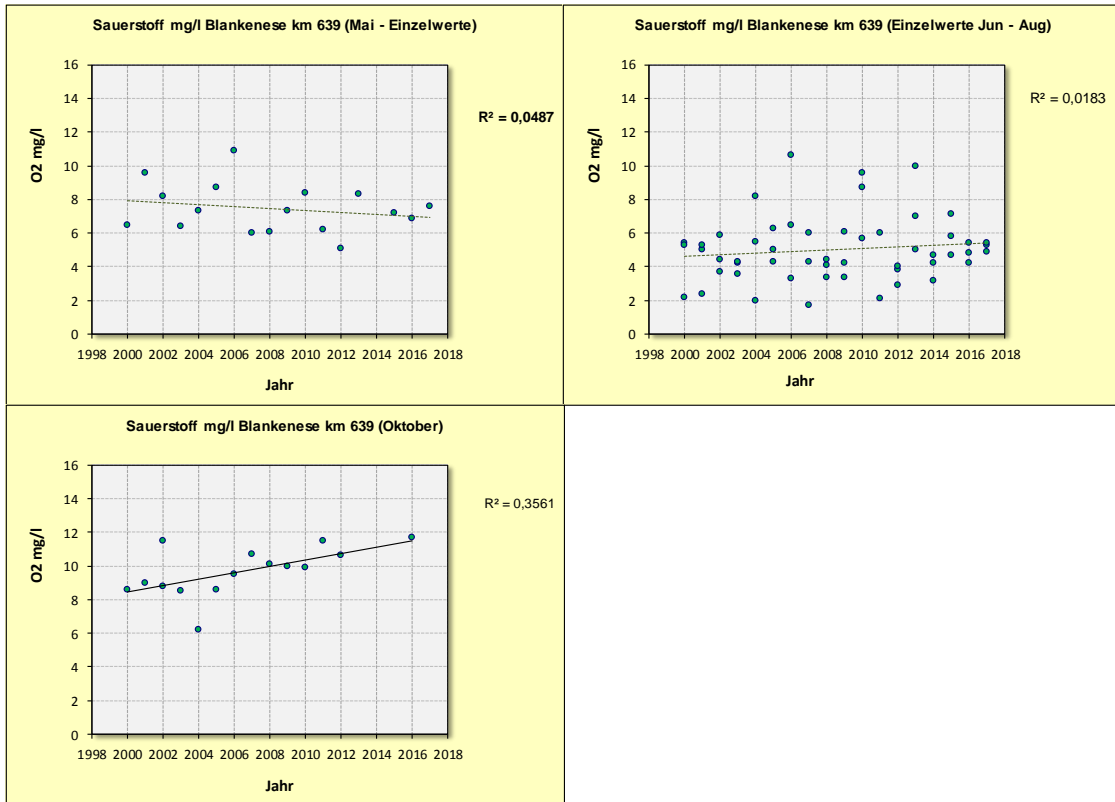 Sauerstoff mg/l Blankenese km 639 (Mai - Einzelwerte)
16
14
12
10
8
6
4
2
0
O2 mg/l
R² = 0,0487
1998 2000 2002 2004 2006 2008 2010 2012 2014 2016 2018
Jahr
Sauerstoff mg/l Blankenese km 639 (Einzelwerte Jun - Aug)
16
14
12
10
8
6
4
2
0
O2 mg/l
R² = 0,0183
1998 2000 2002 2004 2006 2008 2010 2012 2014 2016 2018
Jahr
Sauerstoff mg/l Blankenese km 639 (Oktober)
16
14
12
10
8
6
4
2
0
O2 mg/l
R² = 0,3561
1998 2000 2002 2004 2006 2008 2010 2012 2014 2016 2018
Jahr